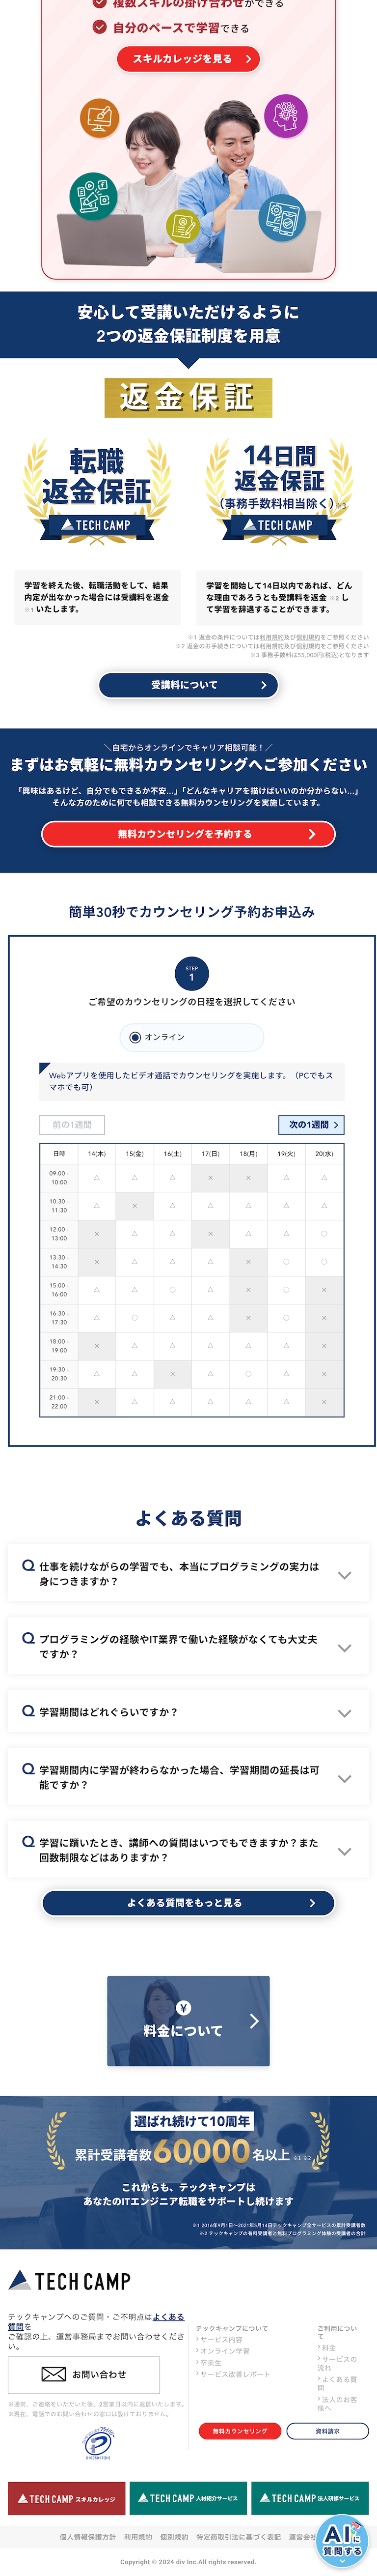 複数スキルの掛け合わせができる
自分のペースで学習できる
スキルカレッジを見る
安心して受講いただけるように
2つの返金保証制度を用意
返金保証
転職
返金保証
TECH CAMP
14日間
返金保証
(事務手数料相当除く)※3
TECH CAMP
学習を終えた後、転職活動をして、結果
内定が出なかった場合には受講料を返金
※1 いたします。
学習を開始して14日以内であれば、どん
な理由であろうとも受講料を返金 ※2 し
て学習を辞退することができます。
※1 返金の条件については利用規約及び個別規約をご参照ください
※2 返金のお手続きについては利用規約及び個別規約をご参照ください
※3 事務手数料は55,000円(税込)となります
受講料について
＼自宅からオンラインでキャリア相談可能！／
まずはお気軽に無料カウンセリングへご参加ください
「興味はあるけど、自分でもできるか不安...」「どんなキャリアを描けばいいのか分からない...」
そんな方のために何でも相談できる無料カウンセリングを実施しています。
無料カウンセリングを予約する
簡単30秒でカウンセリング予約お申込み
STEP
1
ご希望のカウンセリングの日程を選択してください
オンライン
Webアプリを使用したビデオ通話でカウンセリングを実施します。（PCでもス
マホでも可）
前の1週間
次の1週間
日時 14(木) 15(金) 16(土) 17(日) 18(月) 19(火) 20(水)
09:00 -
10:00
△ △ △ × × △ △
10:30 -
11:30
△ × △ △ △ △ △
12:00 -
13:00
× △ △ × △ △ ○
13:30 -
14:30
× △ △ △ × ○ ○
15:00 -
16:00
△ △ ○ △ × ○ ×
16:30 -
17:30
△ ○ △ △ × ○ ×
18:00 -
19:00
× △ △ △ △ △ ×
19:30 -
20:30
△ △ × △ ○ △ ×
21:00 -
22:00
× △ △ △ △ △ ×
よくある質問
Q 仕事を続けながらの学習でも、本当にプログラミングの実力は
身につきますか？
Q プログラミングの経験やIT業界で働いた経験がなくても大丈夫
ですか？
Q 学習期間はどれぐらいですか？
Q 学習期間内に学習が終わらなかった場合、学習期間の延長は可
能ですか？
Q 学習に躓いたとき、講師への質問はいつでもできますか？また
回数制限などはありますか？
よくある質問をもっと見る
¥
料金について
選ばれ続けて10周年
累計受講者数60,000名以上 ※1 ※2
これからも、テックキャンプは
あなたのITエンジニア転職をサポートし続けます
※1 2016年9月1日〜2021年5月14日テックキャンプ全サービスの累計受講者数
※2 テックキャンプの有料受講者と無料プログラミング体験の受講者の合計
TECH CAMP
テックキャンプへのご質問・ご不明点はよくある
質問を
ご確認の上、運営事務局までお問い合わせくださ
い。
お問い合わせ
※通常、ご連絡をいただいた後、2営業日以内に返信いたします。
※現在、電話でのお問い合わせの窓口は設けておりません。
テックキャンプについて
サービス内容
オンライン学習
卒業生
サービス改善レポート
ご利用につい
て
料金
サービスの
流れ
よくある質
問
法人のお客
様へ
無料カウンセリング
資料請求
TECH CAMP スキルカレッジ
TECH CAMP 人材紹介サービス
TECH CAMP 法人研修サービス
個人情報保護方針 利用規約 個別規約 特定商取引法に基づく表記 運営会社
AIに
質問する
Copyright © 2024 div Inc.All rights reserved.